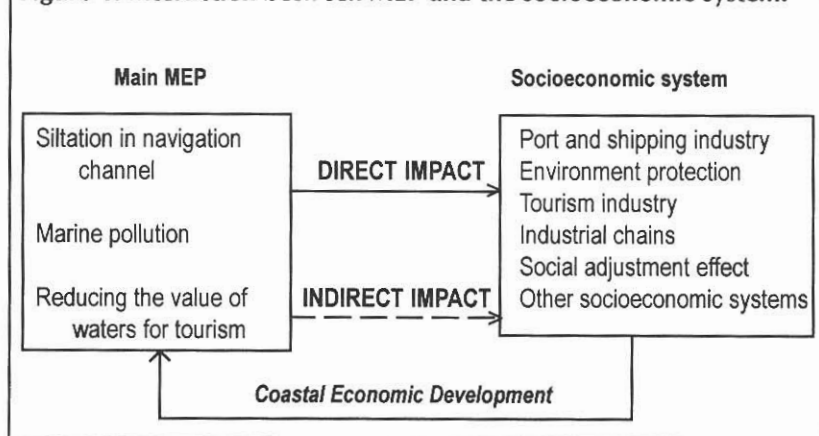 Main MEP
Socioeconomic system
Siltation in navigation
channel
Marine pollution
Reducing the value of
waters for tourism
DIRECT IMPACT
INDIRECT IMPACT
Port and shipping industry
Environment protection
Tourism industry
Industrial chains
Social adjustment effect
Other socioeconomic systems
Coastal Economic Development